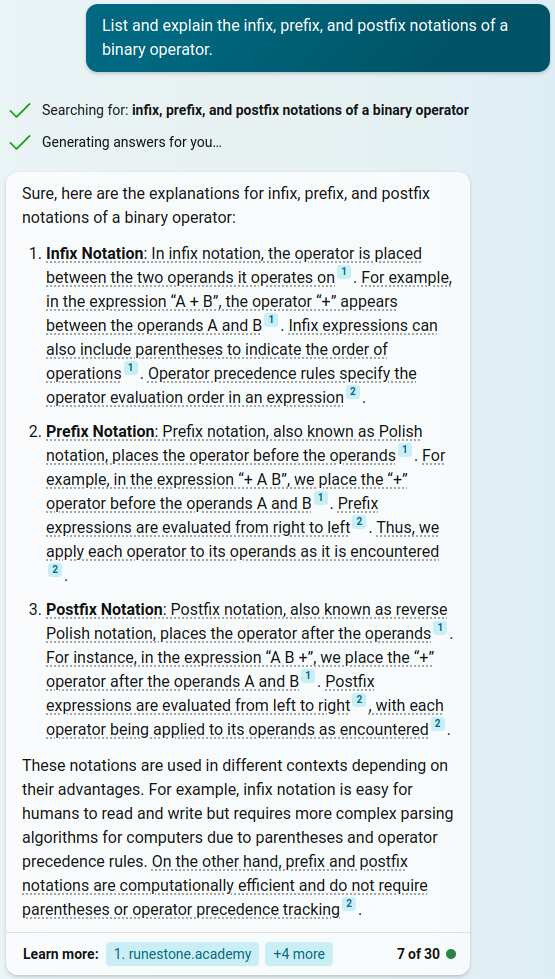 List and explain the infix, prefix, and postfix notations of a
binary operator.
Searching for: infix, prefix, and postfix notations of a binary operator
Generating answers for you…
Sure, here are the explanations for infix, prefix, and postfix
notations of a binary operator:
1. Infix Notation: In infix notation, the operator is placed
between the two operands it operates on 1 . For example,
in the expression “A + B”, the operator “+” appears
between the operands A and B 1 . Infix expressions can
also include parentheses to indicate the order of
operations 1 . Operator precedence rules specify the
operator evaluation order in an expression 2 .
2. Prefix Notation: Prefix notation, also known as Polish
notation, places the operator before the operands 1 . For
example, in the expression “+ A B”, we place the “+”
operator before the operands A and B 1 . Prefix
expressions are evaluated from right to left 2 . Thus, we
apply each operator to its operands as it is encountered
2 .
3. Postfix Notation: Postfix notation, also known as reverse
Polish notation, places the operator after the operands 1 .
For instance, in the expression “A B +”, we place the “+”
operator after the operands A and B 1 . Postfix
expressions are evaluated from left to right 2 , with each
operator being applied to its operands as encountered 2 .
These notations are used in different contexts depending on
their advantages. For example, infix notation is easy for
humans to read and write but requires more complex parsing
algorithms for computers due to parentheses and operator
precedence rules. On the other hand, prefix and postfix
notations are computationally efficient and do not require
parentheses or operator precedence tracking 2 .
Learn more: 1. runestone.academy +4 more 7 of 30